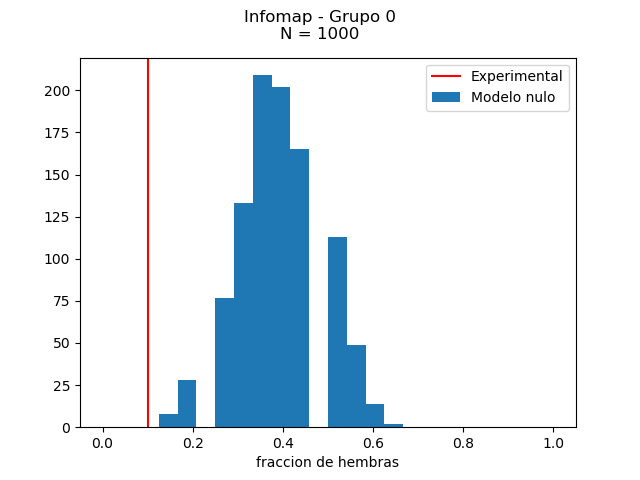 Infomap - Grupo 0
N = 1000
Experimental
Modelo nulo
200
175
150
125
100
75
50
25
0
0.0 0.2 0.4 0.6 0.8 1.0
fraccion de hembras